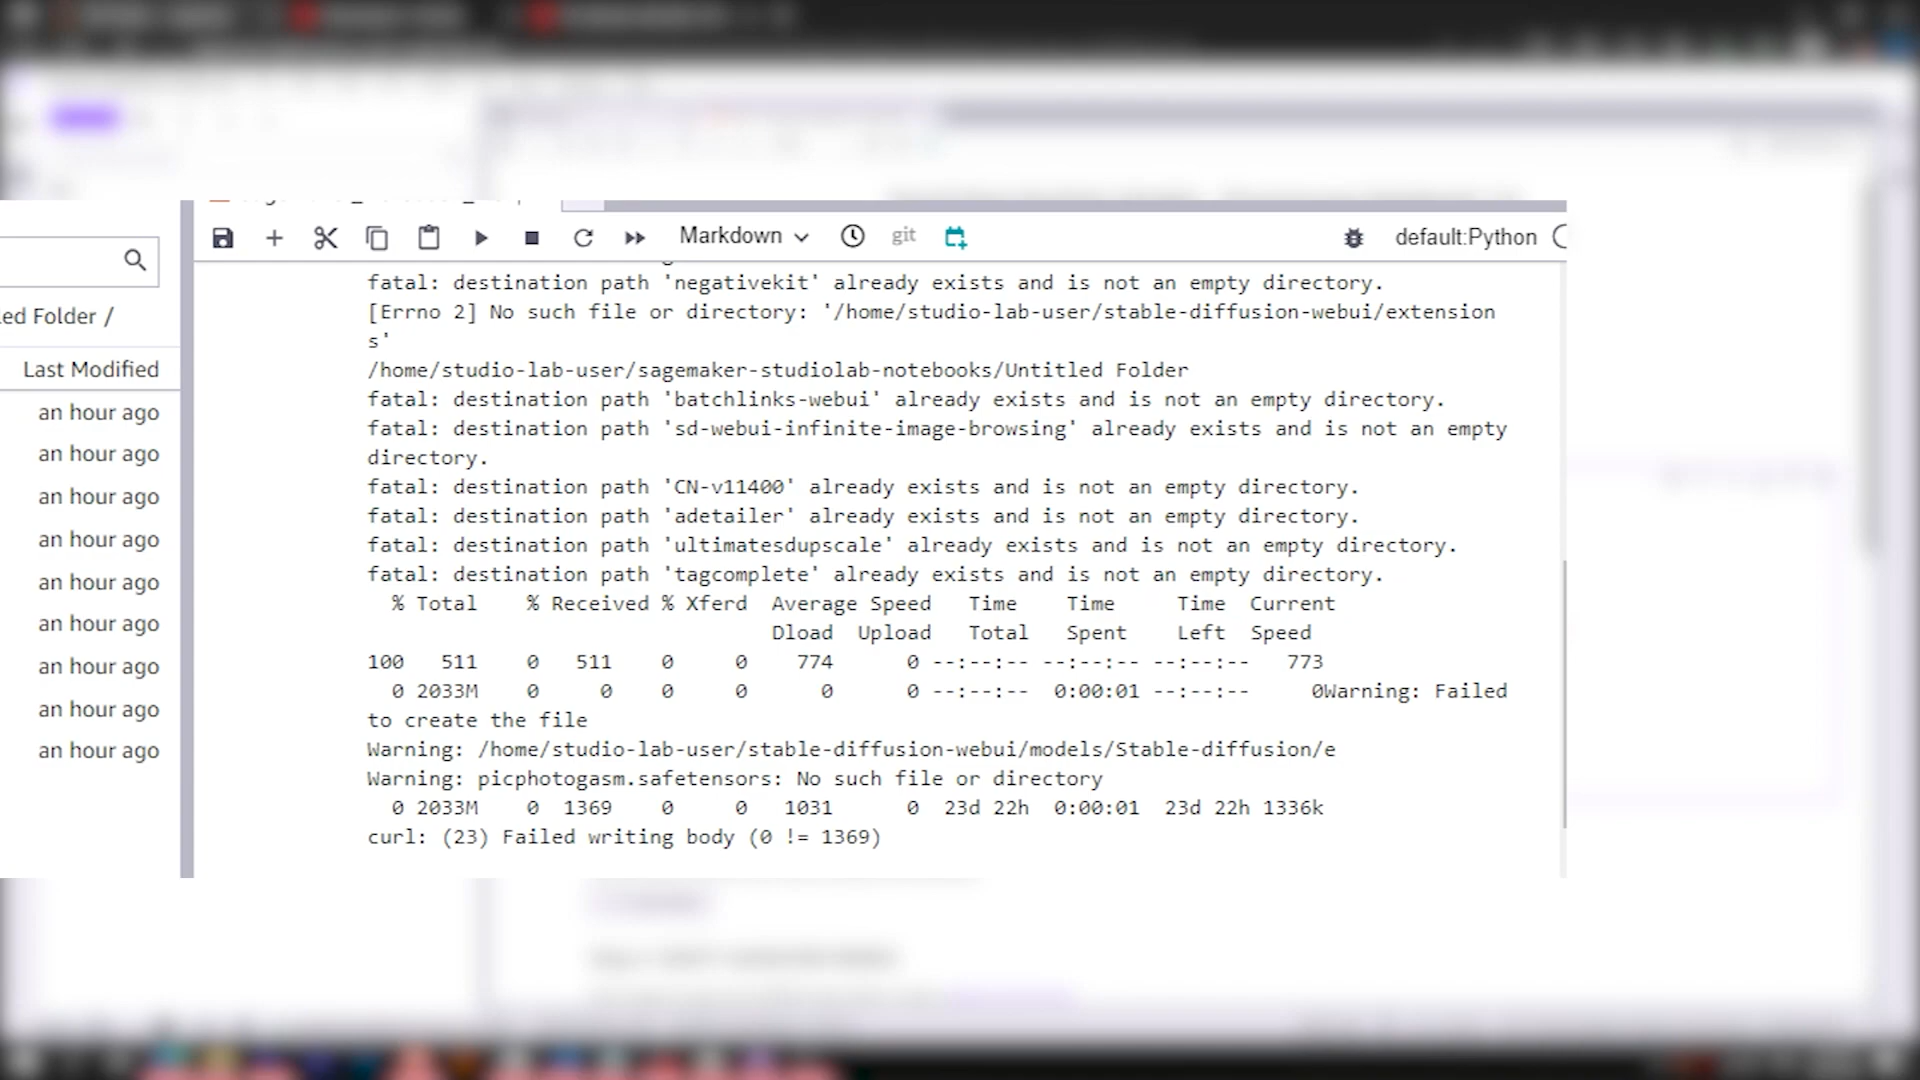 Markdown
git
default:Python
ed Folder /
Last Modified
an hour ago
an hour ago
an hour ago
an hour ago
an hour ago
an hour ago
an hour ago
an hour ago
an hour ago
fatal: destination path 'negativekit' already exists and is not an empty directory.
[Errno 2] No such file or directory: '/home/studio-lab-user/stable-diffusion-webui/extension
s'
/home/studio-lab-user/sagemaker-studiolab-notebooks/Untitled Folder
fatal: destination path 'batchlinks-webui' already exists and is not an empty directory.
fatal: destination path 'sd-webui-infinite-image-browsing' already exists and is not an empty
directory.
fatal: destination path 'CN-v11400' already exists and is not an empty directory.
fatal: destination path 'adetailer' already exists and is not an empty directory.
fatal: destination path 'ultimatesdupscale' already exists and is not an empty directory.
fatal: destination path 'tagcomplete' already exists and is not an empty directory.
% Total % Received % Xferd Average Speed Time Time Time Current
Dload Upload Total Spent Left Speed
100 511 0 511 0 0 774 0 --:--:-- --:--:-- --:--:-- 773
0 2033M 0 0 0 0 0 0 --:--:-- 0:00:01 --:--:-- 0Warning: Failed
to create the file
Warning: /home/studio-lab-user/stable-diffusion-webui/models/Stable-diffusion/e
Warning: picphotogasm.safetensors: No such file or directory
0 2033M 0 1369 0 0 1031 0 23d 22h 0:00:01 23d 22h 1336k
curl: (23) Failed writing body (0 != 1369)